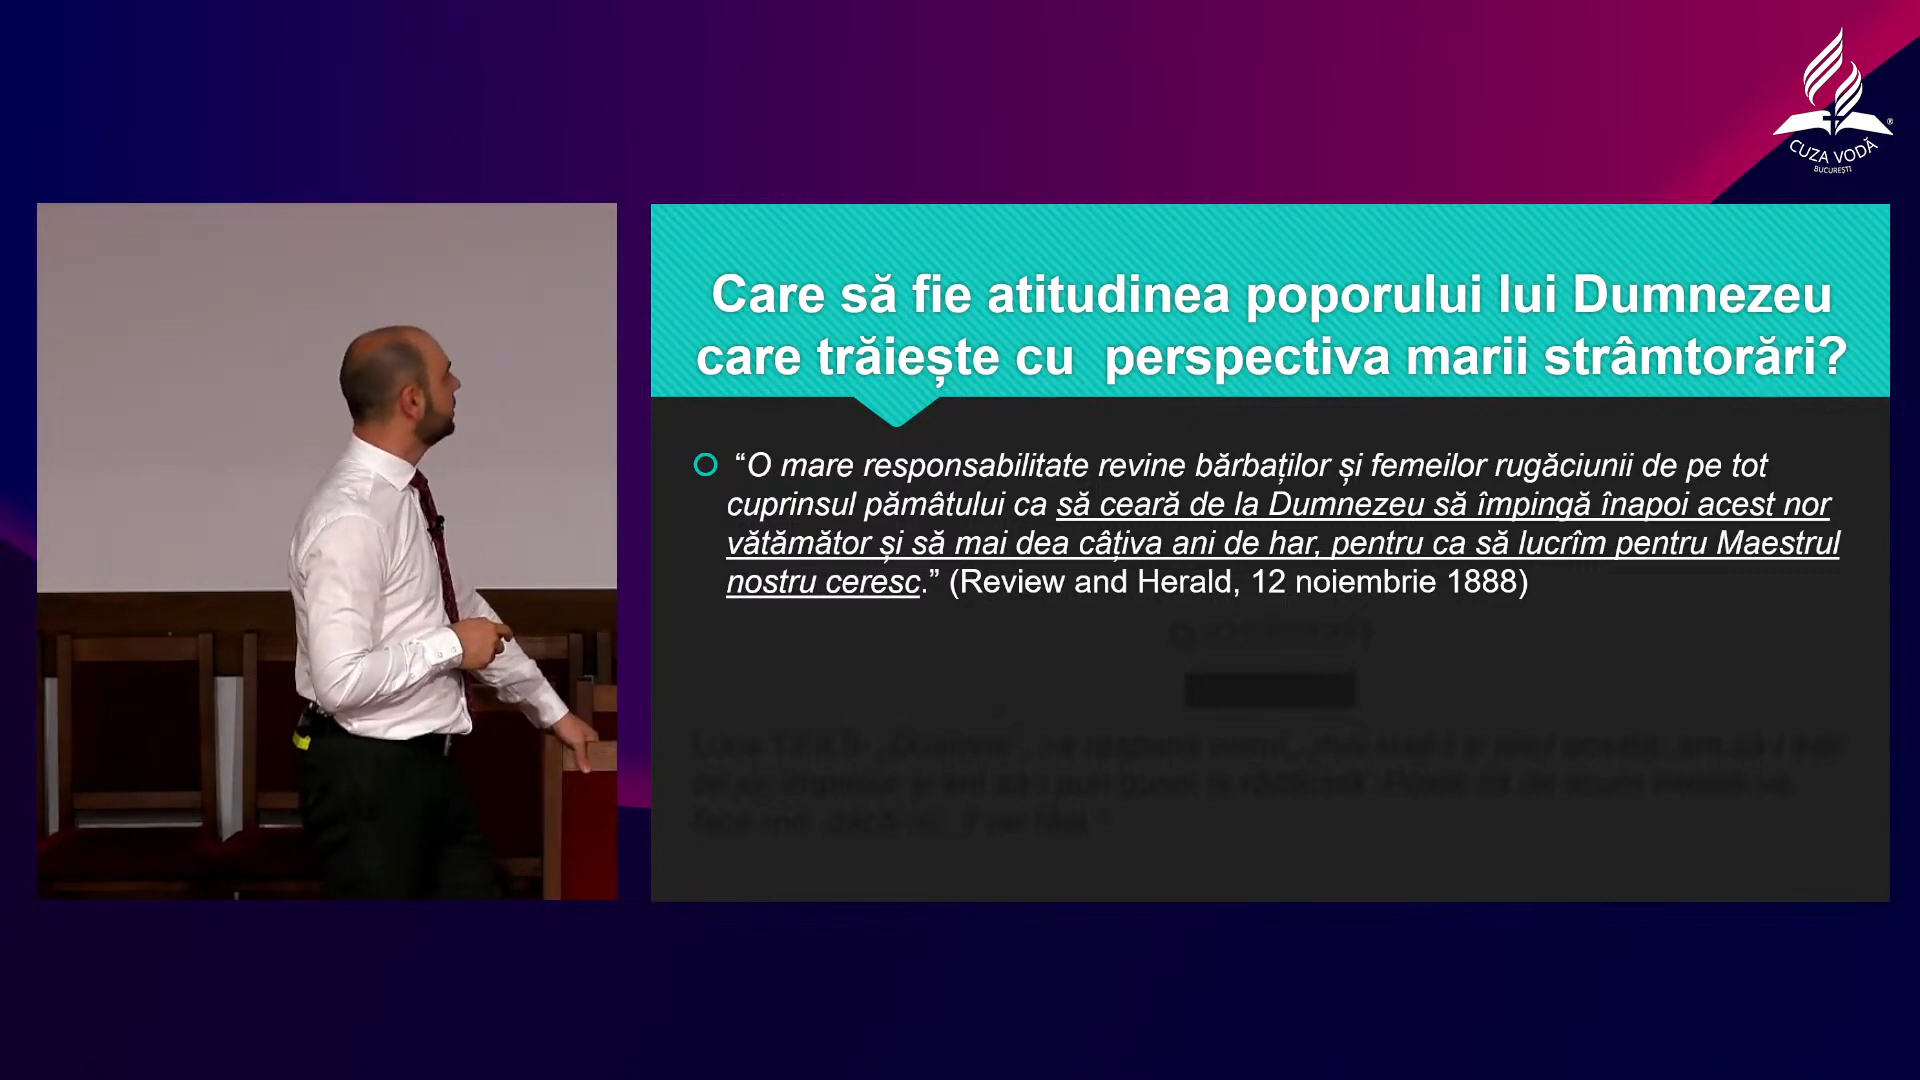 CUZA VODĂ
BUCUREȘTI
Care să fie atitudinea poporului lui Dumnezeu
care trăiește cu perspectiva marii strâmtorări?
“O mare responsabilitate revine bărbaților și femeilor rugăciunii de pe tot
cuprinsul pământului ca să ceară de la Dumnezeu să împingă înapoi acest nor
vătămător și să mai dea câțiva ani de har, pentru ca să lucrîm pentru Maestrul
nostru ceresc.” (Review and Herald, 12 noiembrie 1888)